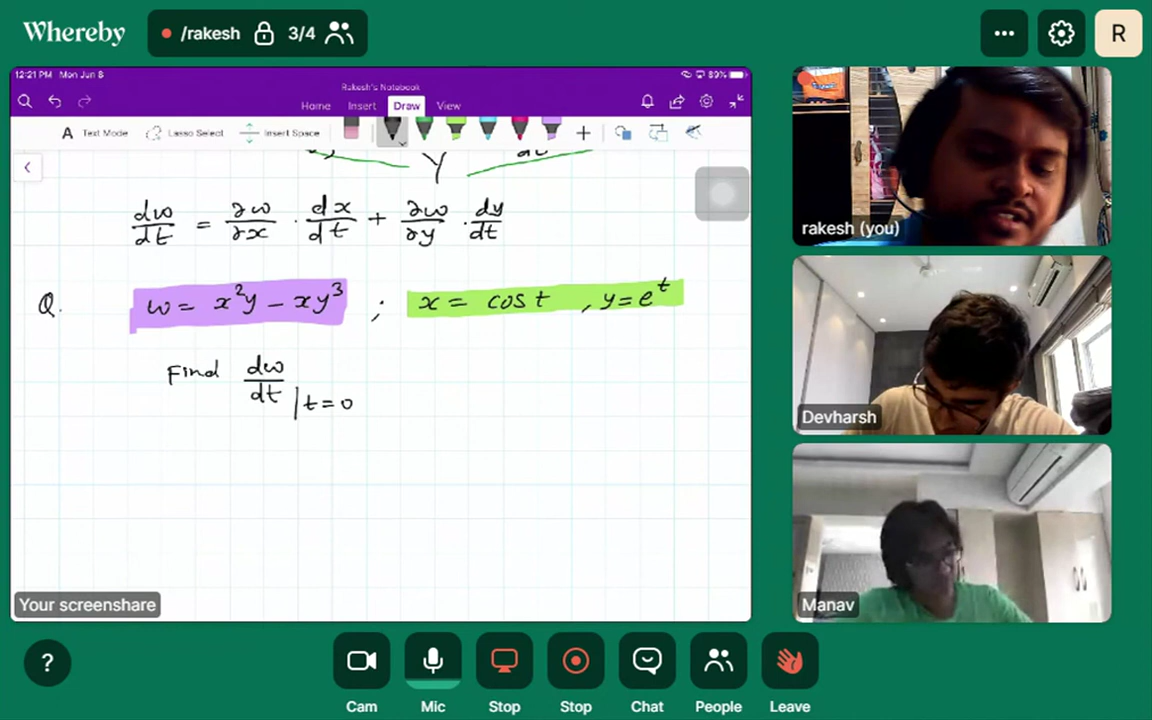 Whereby
/rakesh 3/4
R
12:21 PM Mon Jun 8
89%
Rakesh's Notebook
Home Insert Draw View
A Text Mode
Lasso Select
Insert Space
Y
dw/dt = ∂w/∂x · dx/dt + ∂w/∂y · dy/dt
Q. w = x²y − xy³ ; x = cos t , y = e^t
Find dw/dt | t = 0
Your screenshare
rakesh (you)
Devharsh
Manav
?
Cam
Mic
Stop
Stop
Chat
People
Leave